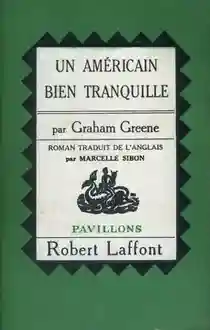 UN AMÉRICAIN
BIEN TRANQUILLE
par Graham Greene
ROMAN TRADUIT DE L'ANGLAIS
par MARCELLE SIBON
PAVILLONS
Robert Laffont